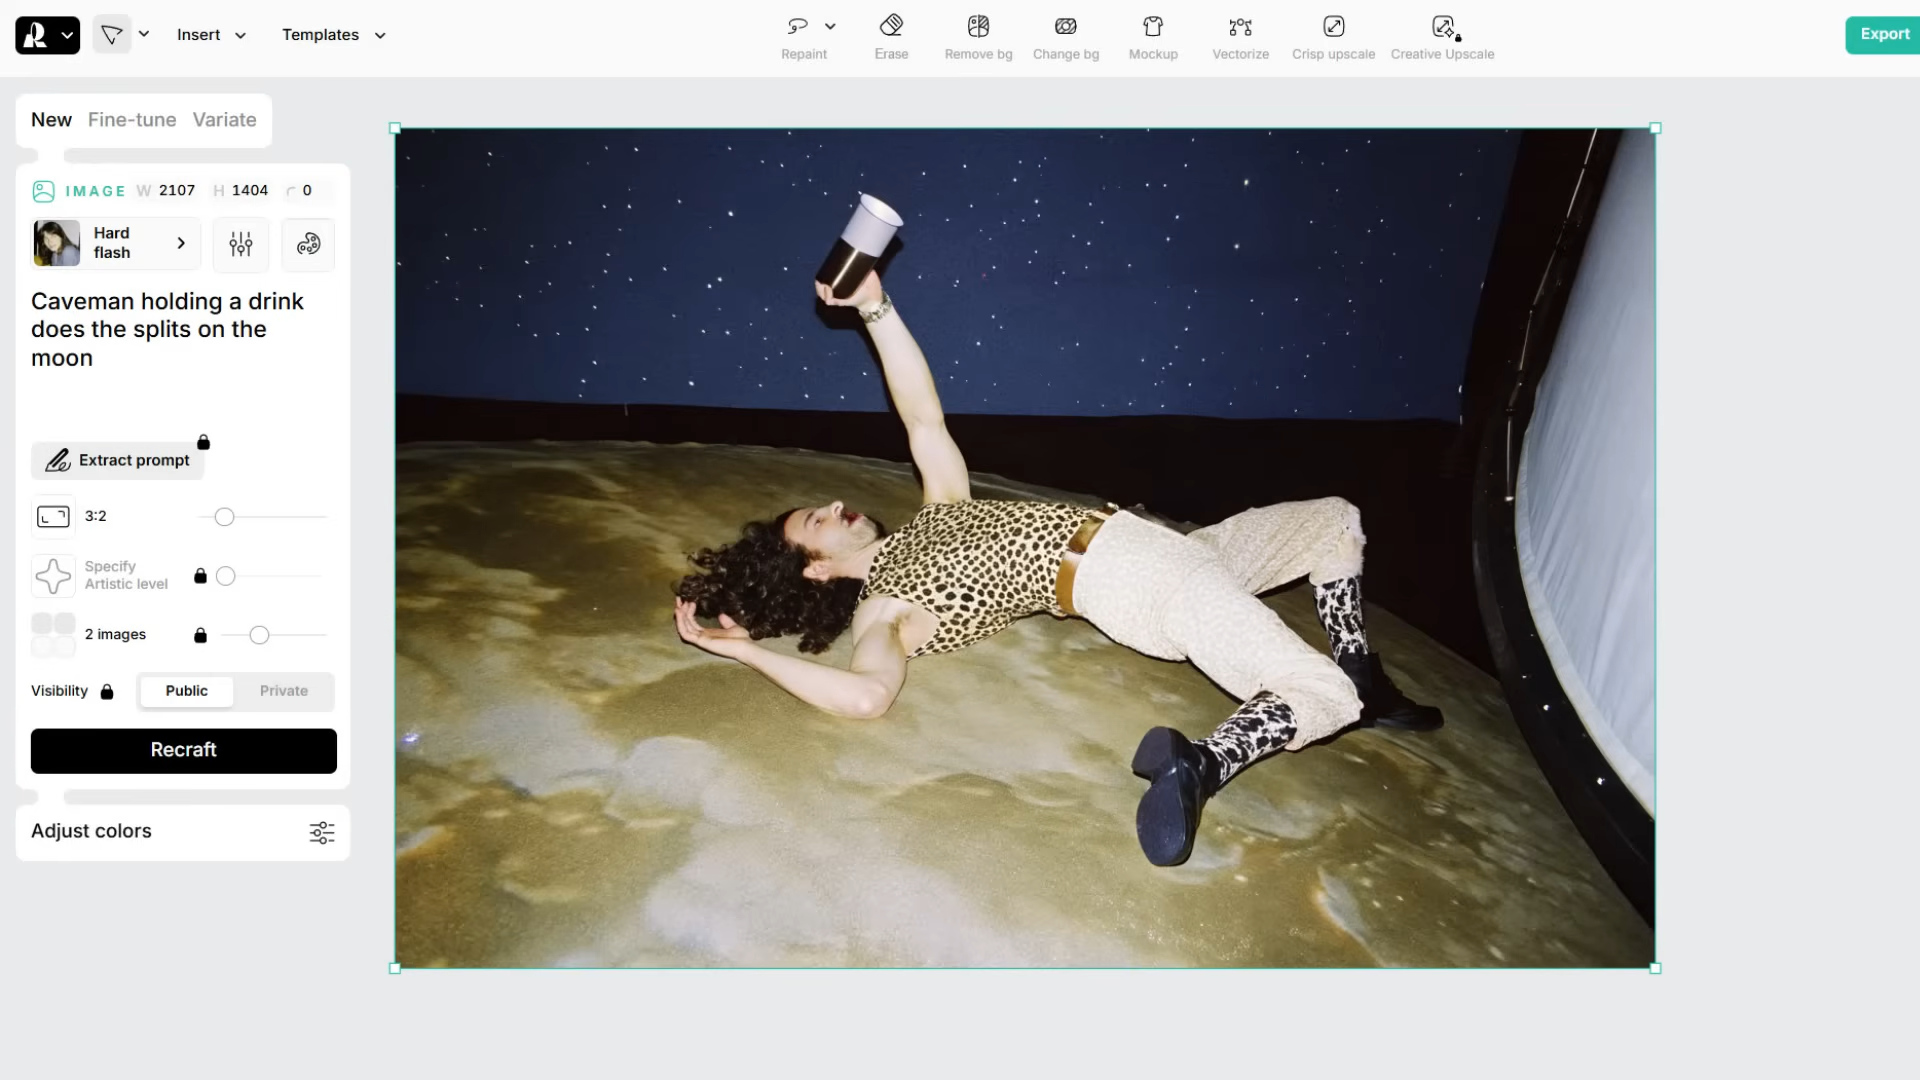 Insert
Templates
Repaint
Erase
Remove bg
Change bg
Mockup
Vectorize
Crisp upscale
Creative Upscale
Export
New
Fine-tune
Variate
IMAGE
W 2107
H 1404
0
Hard
flash
Caveman holding a drink
does the splits on the
moon
Extract prompt
3:2
Specify
Artistic level
2 images
Visibility
Public
Private
Recraft
Adjust colors